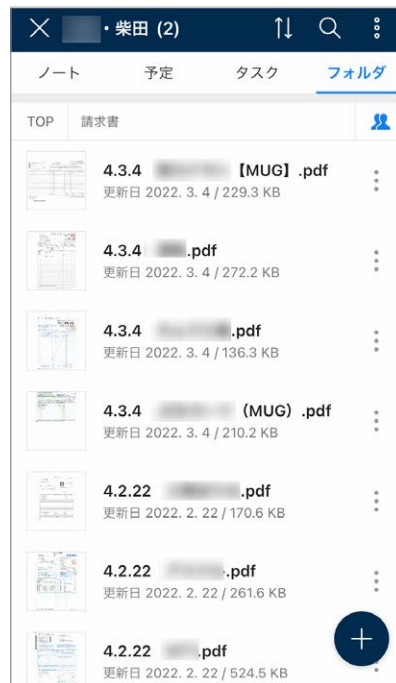 ・柴田 (2)
ノート 予定 タスク フォルダ
TOP 請求書
4.3.4 【MUG】.pdf
更新日 2022. 3. 4 / 229.3 KB
4.3.4 .pdf
更新日 2022. 3. 4 / 272.2 KB
4.3.4 .pdf
更新日 2022. 3. 4 / 136.3 KB
4.3.4 （MUG）.pdf
更新日 2022. 3. 4 / 210.2 KB
4.2.22 .pdf
更新日 2022. 2. 22 / 170.6 KB
4.2.22 .pdf
更新日 2022. 2. 22 / 261.6 KB
4.2.22 .pdf
更新日 2022. 2. 22 / 524.5 KB